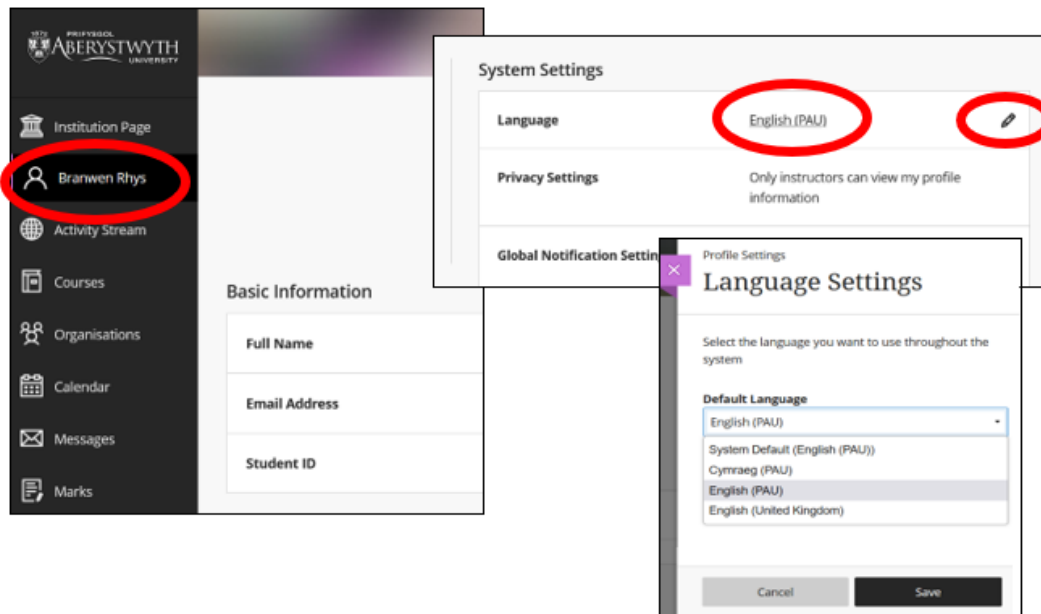 1872
PRIFYSGOL
ABERYSTWYTH
UNIVERSITY
Institution Page
Branwen Rhys
Activity Stream
Courses
Organisations
Calendar
Messages
Marks
Basic Information
Full Name
Email Address
Student ID
System Settings
Language English (PAU)
Privacy Settings Only instructors can view my profile
information
Global Notification Settin
Profile Settings
Language Settings
Select the language you want to use throughout the
system
Default Language
English (PAU)
System Default (English (PAU))
Cymraeg (PAU)
English (PAU)
English (United Kingdom)
Cancel Save